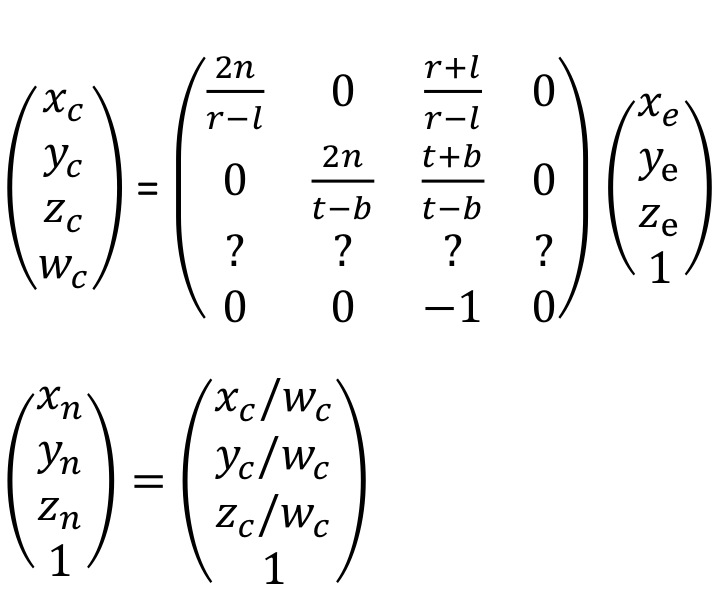 (x_c y_c z_c w_c) = (2n/(r−l) 0 (r+l)/(r−l) 0
0 2n/(t−b) (t+b)/(t−b) 0
? ? ? ?
0 0 −1 0) (x_e y_e z_e 1)
(x_n y_n z_n 1) = (x_c/w_c y_c/w_c z_c/w_c 1)